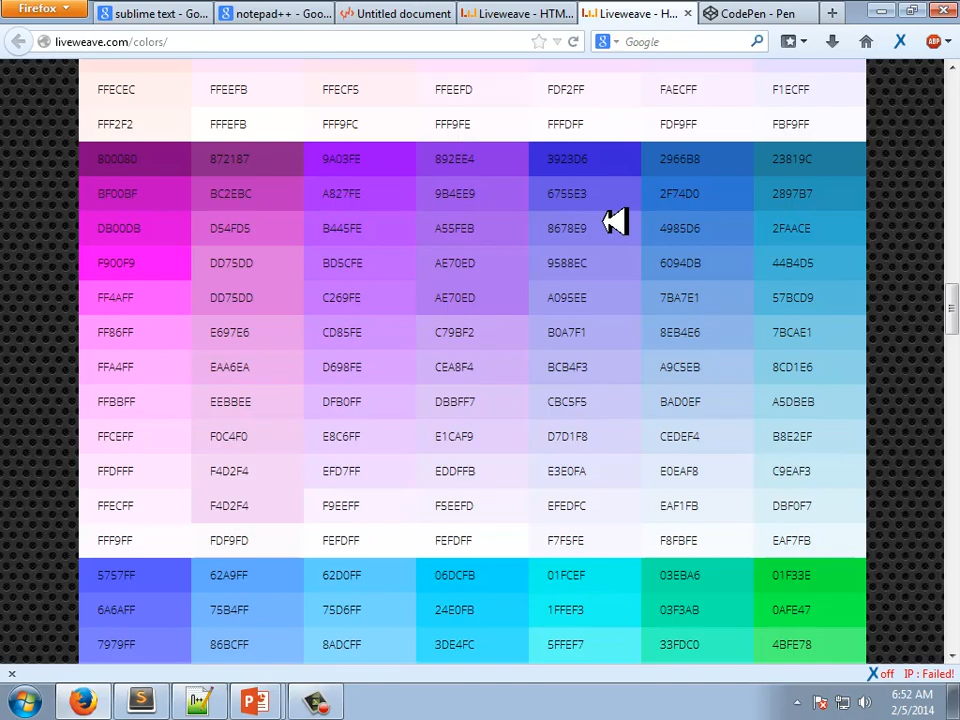 Firefox
sublime text - Go...
notepad++ - Goo...
Untitled document
Liveweave - HTM...
Liveweave - H...
CodePen - Pen
liveweave.com/colors/
Google
FFECEC FFEEFB FFECF5 FFEEFD FDF2FF FAECFF F1ECFF
FFF2F2 FFFEFB FFF9FC FFF9FE FFFDFF FDF9FF FBF9FF
800080 872187 9A03FE 892EE4 3923D6 2966B8 23819C
BF00BF BC2EBC A827FE 9B4EE9 6755E3 2F74D0 2897B7
DB00DB D54FD5 B445FE A55FEB 8678E9 4985D6 2FAACE
F900F9 DD75DD BD5CFE AE70ED 9588EC 6094DB 44B4D5
FF4AFF DD75DD C269FE AE70ED A095EE 7BA7E1 57BCD9
FF86FF E697E6 CD85FE C79BF2 B0A7F1 8EB4E6 7BCAE1
FFA4FF EAA6EA D698FE CEA8F4 BCB4F3 A9C5EB 8CD1E6
FFBBFF EEBBEE DFB0FF DBBFF7 CBC5F5 BAD0EF A5DBEB
FFCEFF F0C4F0 E8C6FF E1CAF9 D7D1F8 CEDEF4 B8E2EF
FFDFFF F4D2F4 EFD7FF EDDFFB E3E0FA E0EAF8 C9EAF3
FFECFF F4D2F4 F9EEFF F5EEFD EFEDFC EAF1FB DBF0F7
FFF9FF FDF9FD FEFDFF FEFDFF F7F5FE F8FBFE EAF7FB
5757FF 62A9FF 62D0FF 06DCFB 01FCEF 03EBA6 01F33E
6A6AFF 75B4FF 75D6FF 24E0FB 1FFEF3 03F3AB 0AFE47
7979FF 86BCFF 8ADCFF 3DE4FC 5FFEF7 33FDC0 4BFE78
X off IP : Failed!
6:52 AM
2/5/2014